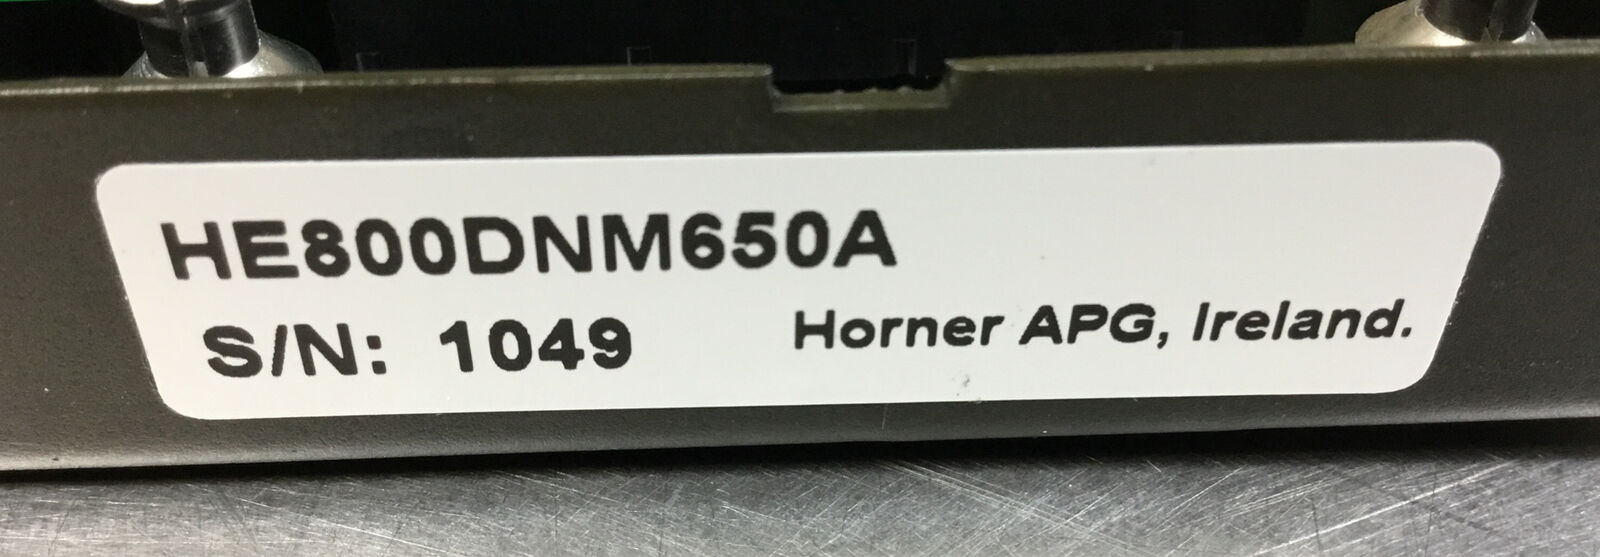 HE800DNM650A
S/N: 1049 Horner APG, Ireland.